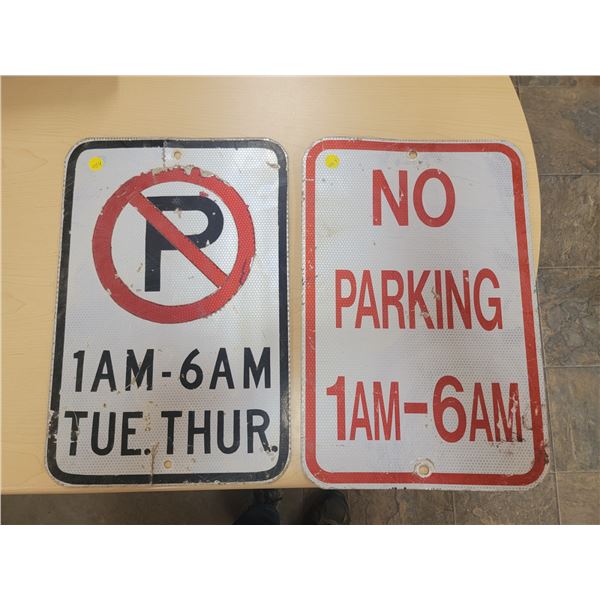 P
1AM-6AM
TUE. THUR.
NO
PARKING
1AM-6AM